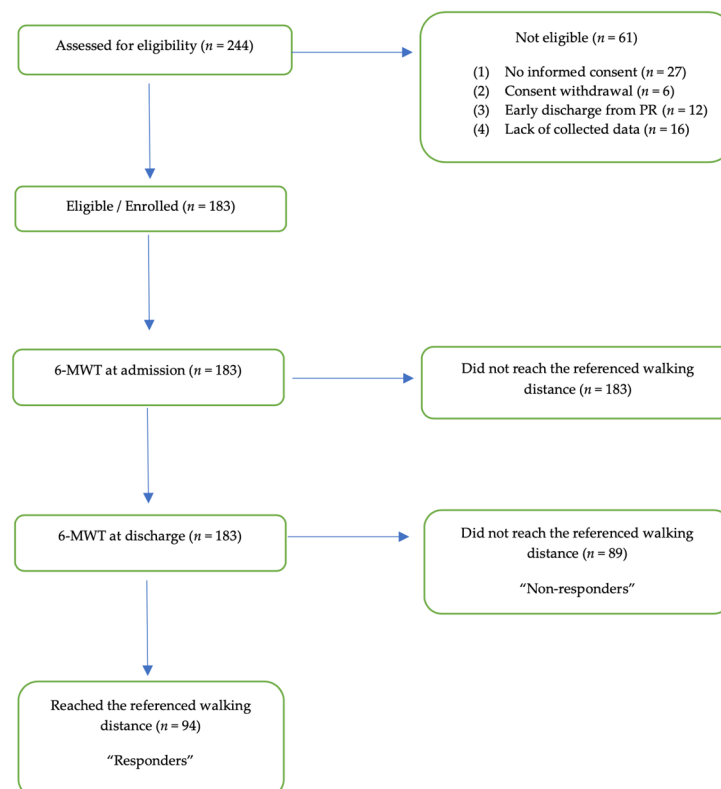 Assessed for eligibility (n = 244)
Not eligible (n = 61)
(1) No informed consent (n = 27)
(2) Consent withdrawal (n = 6)
(3) Early discharge from PR (n = 12)
(4) Lack of collected data (n = 16)
Eligible / Enrolled (n = 183)
6-MWT at admission (n = 183)
Did not reach the referenced walking
distance (n = 183)
6-MWT at discharge (n = 183)
Did not reach the referenced walking
distance (n = 89)
“Non-responders”
Reached the referenced walking
distance (n = 94)
“Responders”